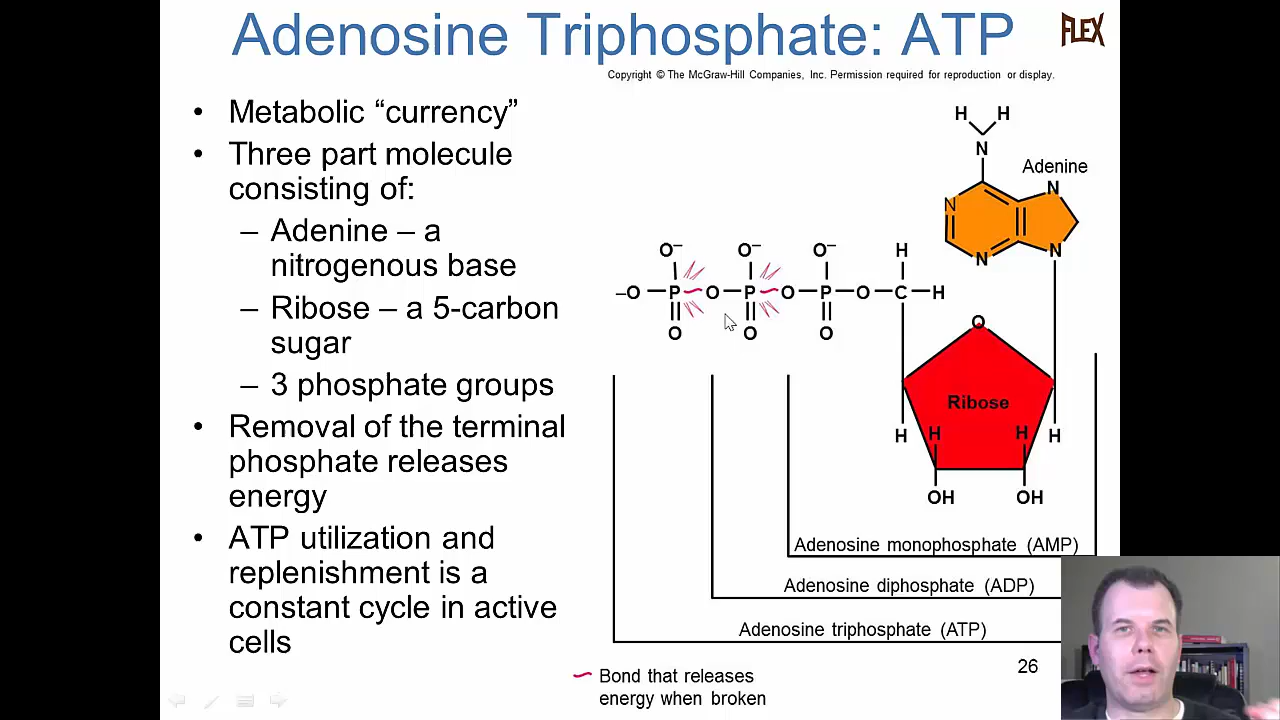 Adenosine Triphosphate: ATP
FLEX
Copyright © The McGraw-Hill Companies, Inc. Permission required for reproduction or display.
• Metabolic “currency”
• Three part molecule
consisting of:
– Adenine – a
nitrogenous base
– Ribose – a 5-carbon
sugar
– 3 phosphate groups
• Removal of the terminal
phosphate releases
energy
• ATP utilization and
replenishment is a
constant cycle in active
cells
H H
N
Adenine
N N
N N
O– O– O– H
–O P O P O P O C H
O O O
O
Ribose
H H H H
OH OH
Adenosine monophosphate (AMP)
Adenosine diphosphate (ADP)
Adenosine triphosphate (ATP)
Bond that releases
energy when broken
26